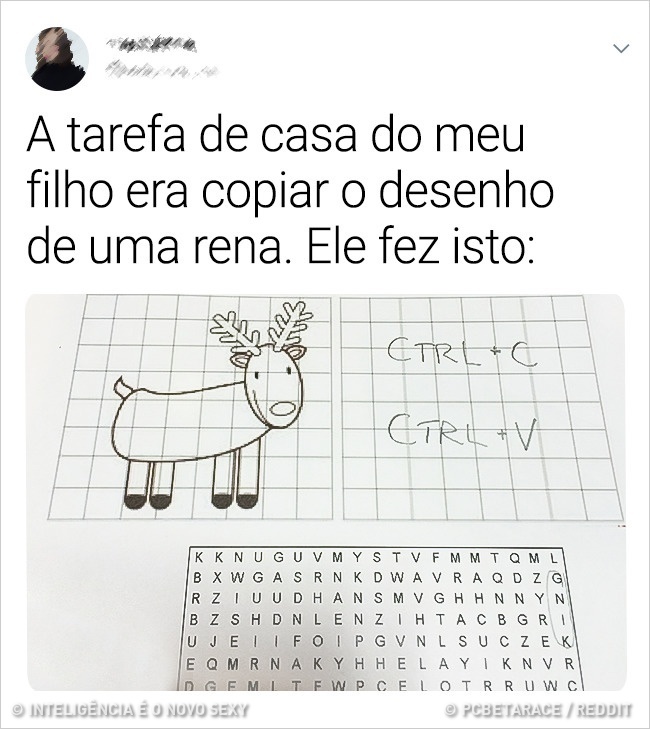 A tarefa de casa do meu
filho era copiar o desenho
de uma rena. Ele fez isto:
CTRL + C
CTRL + V
K K N U G U V M Y S T V F M M T Q M L
B X W G A S R N K D W A V R A Q D Z G
R Z I U U D H A N S M V G H H N N Y N
B Z S H D N L E N Z I H T A C B G R I
U J E I I F O I P G V N L S U C Z E K
E Q M R N A K Y H H E L A Y I K N V R
© INTELIGÊNCIA É O NOVO SEXY
© PCBETARACE / REDDIT